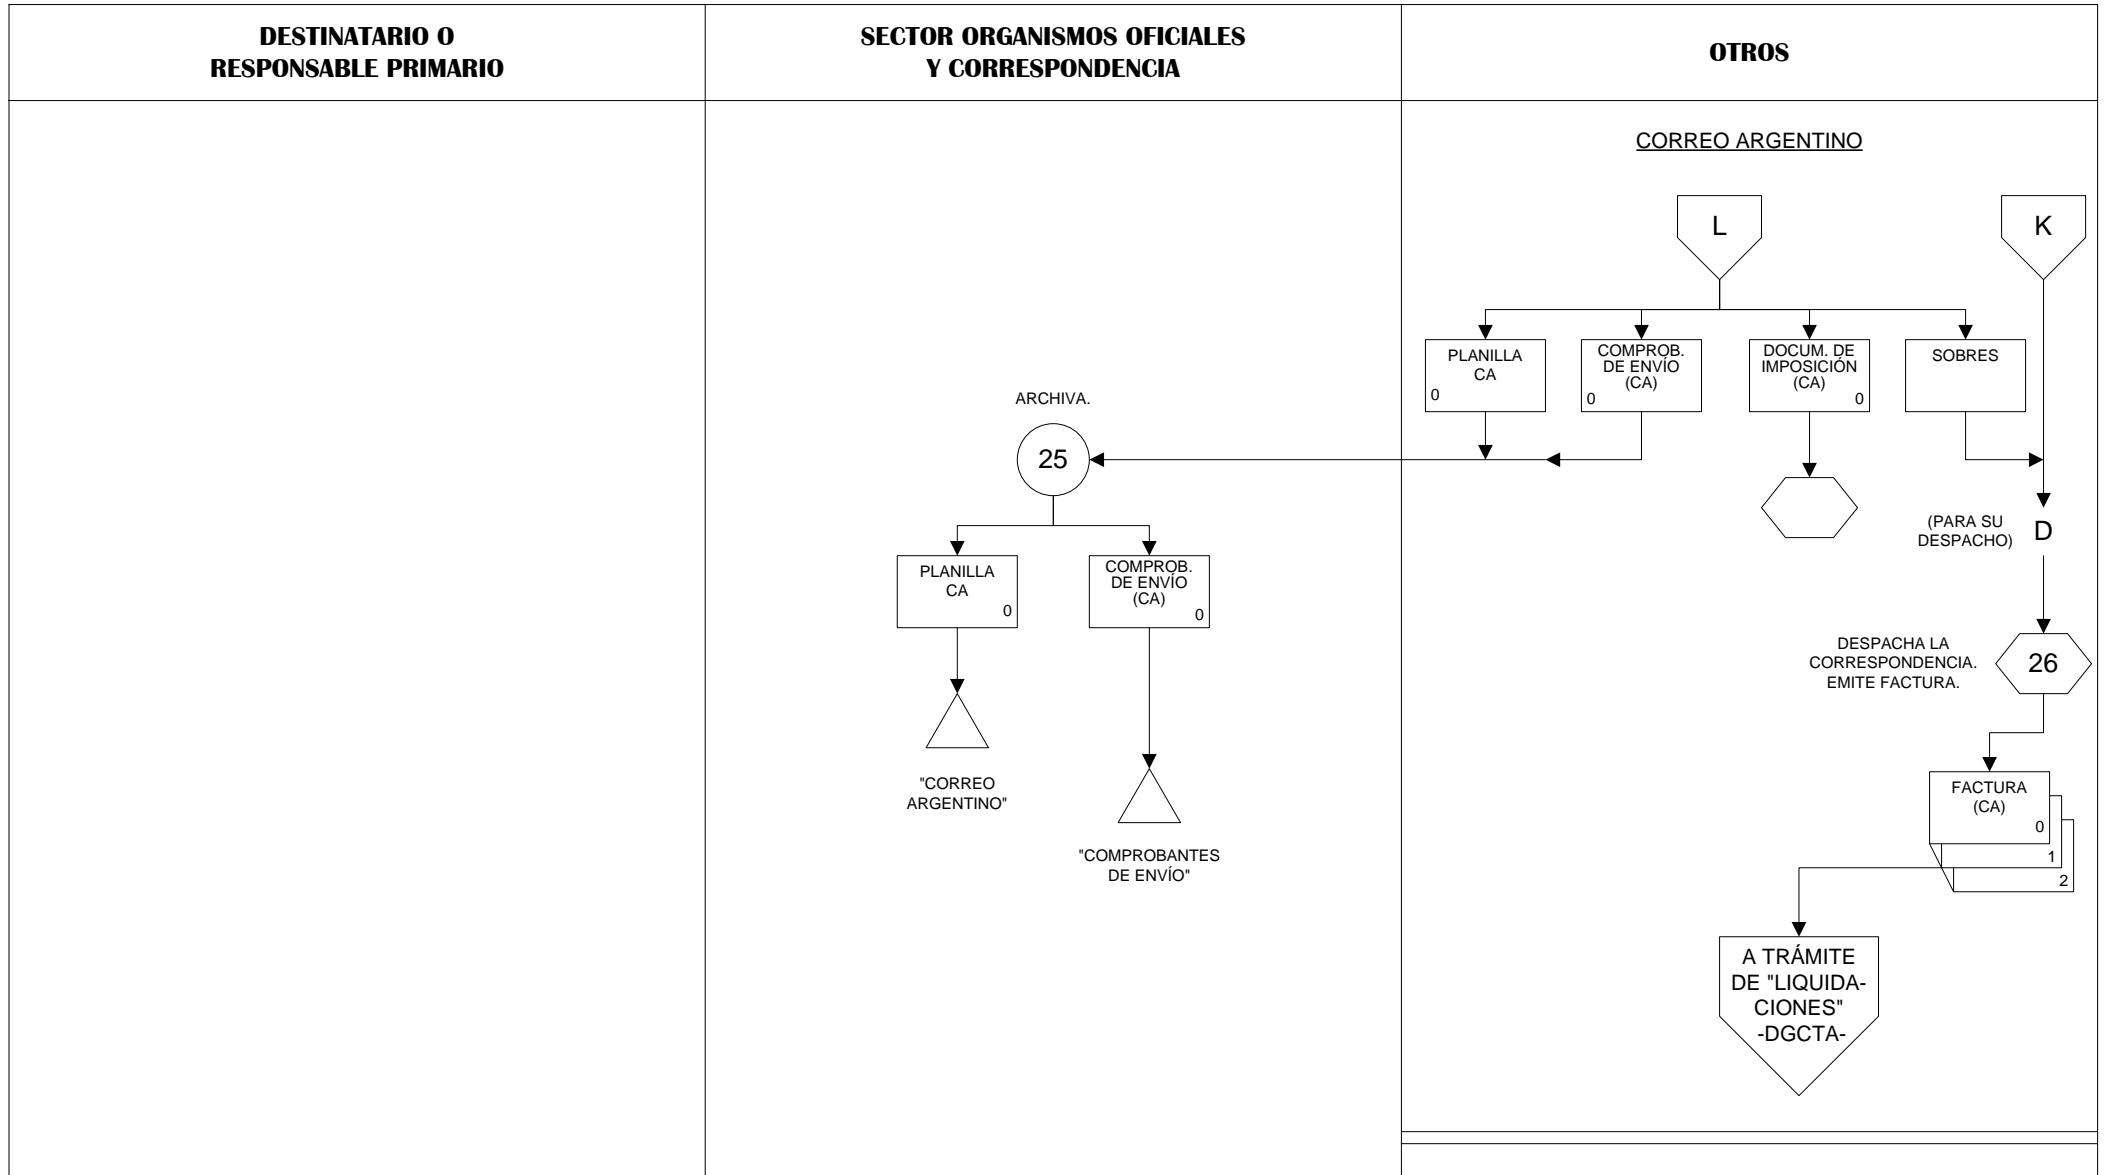 DESTINATARIO O
RESPONSABLE PRIMARIO
SECTOR ORGANISMOS OFICIALES
Y CORRESPONDENCIA
OTROS
CORREO ARGENTINO
L
K
PLANILLA
CA
0
COMPROB.
DE ENVÍO
(CA)
0
DOCUM. DE
IMPOSICIÓN
(CA)
0
SOBRES
ARCHIVA.
25
(PARA SU
DESPACHO)
D
PLANILLA
CA
0
COMPROB.
DE ENVÍO
(CA)
0
DESPACHA LA
CORRESPONDENCIA.
EMITE FACTURA.
26
"CORREO
ARGENTINO"
"COMPROBANTES
DE ENVÍO"
FACTURA
(CA)
0
1
2
A TRÁMITE
DE "LIQUIDA-
CIONES"
-DGCTA-